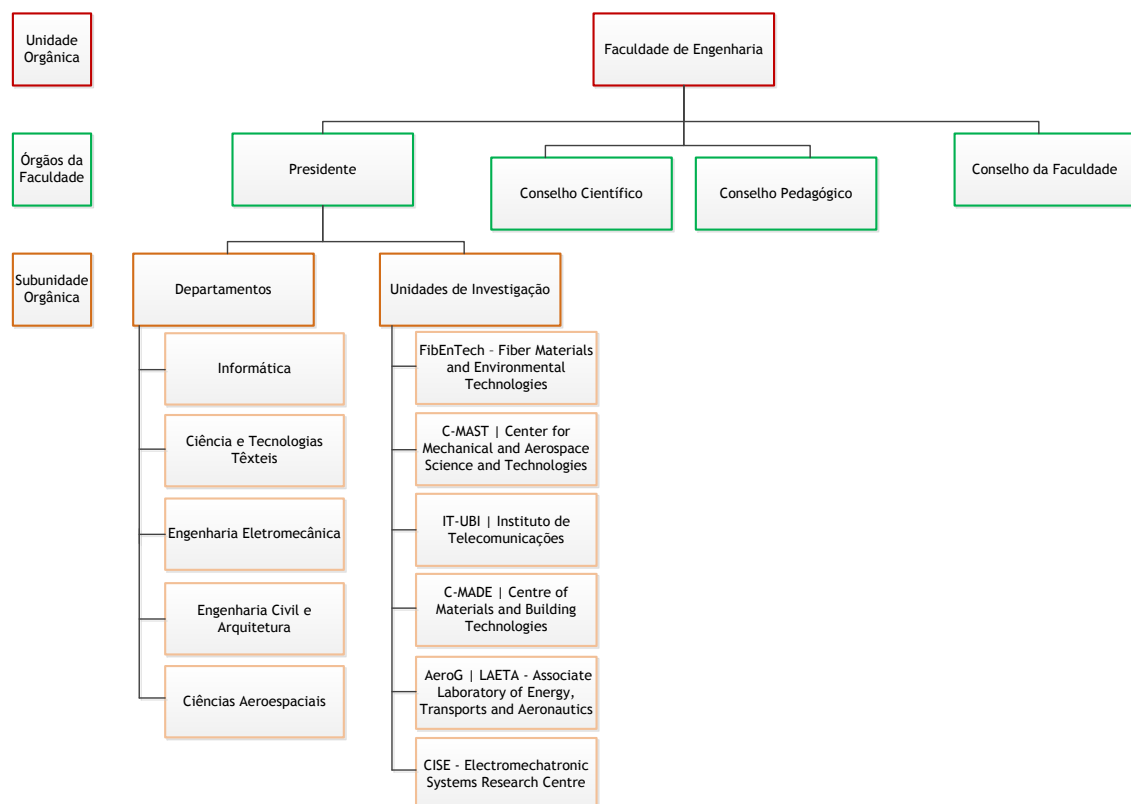 Unidade
Orgânica
Faculdade de Engenharia
Órgãos da
Faculdade
Presidente
Conselho Científico
Conselho Pedagógico
Conselho da Faculdade
Subunidade
Orgânica
Departamentos
Unidades de Investigação
Informática
Ciência e Tecnologias
Têxteis
Engenharia Eletromecânica
Engenharia Civil e
Arquitetura
Ciências Aeroespaciais
FibEnTech - Fiber Materials
and Environmental
Technologies
C-MAST | Center for
Mechanical and Aerospace
Science and Technologies
IT-UBI | Instituto de
Telecomunicações
C-MADE | Centre of
Materials and Building
Technologies
AeroG | LAETA - Associate
Laboratory of Energy,
Transports and Aeronautics
CISE - Electromechatronic
Systems Research Centre